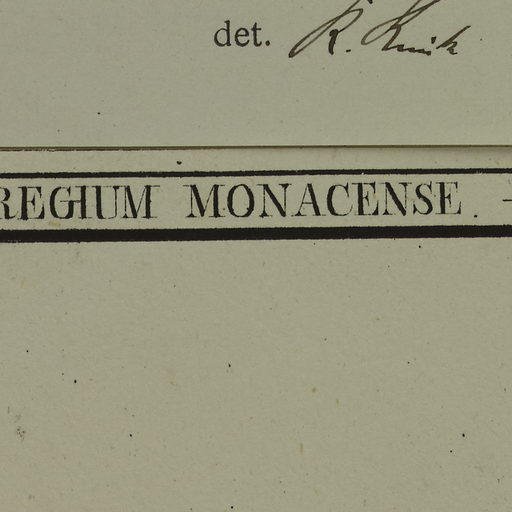 det. R.
REGIUM MONACENSE. -